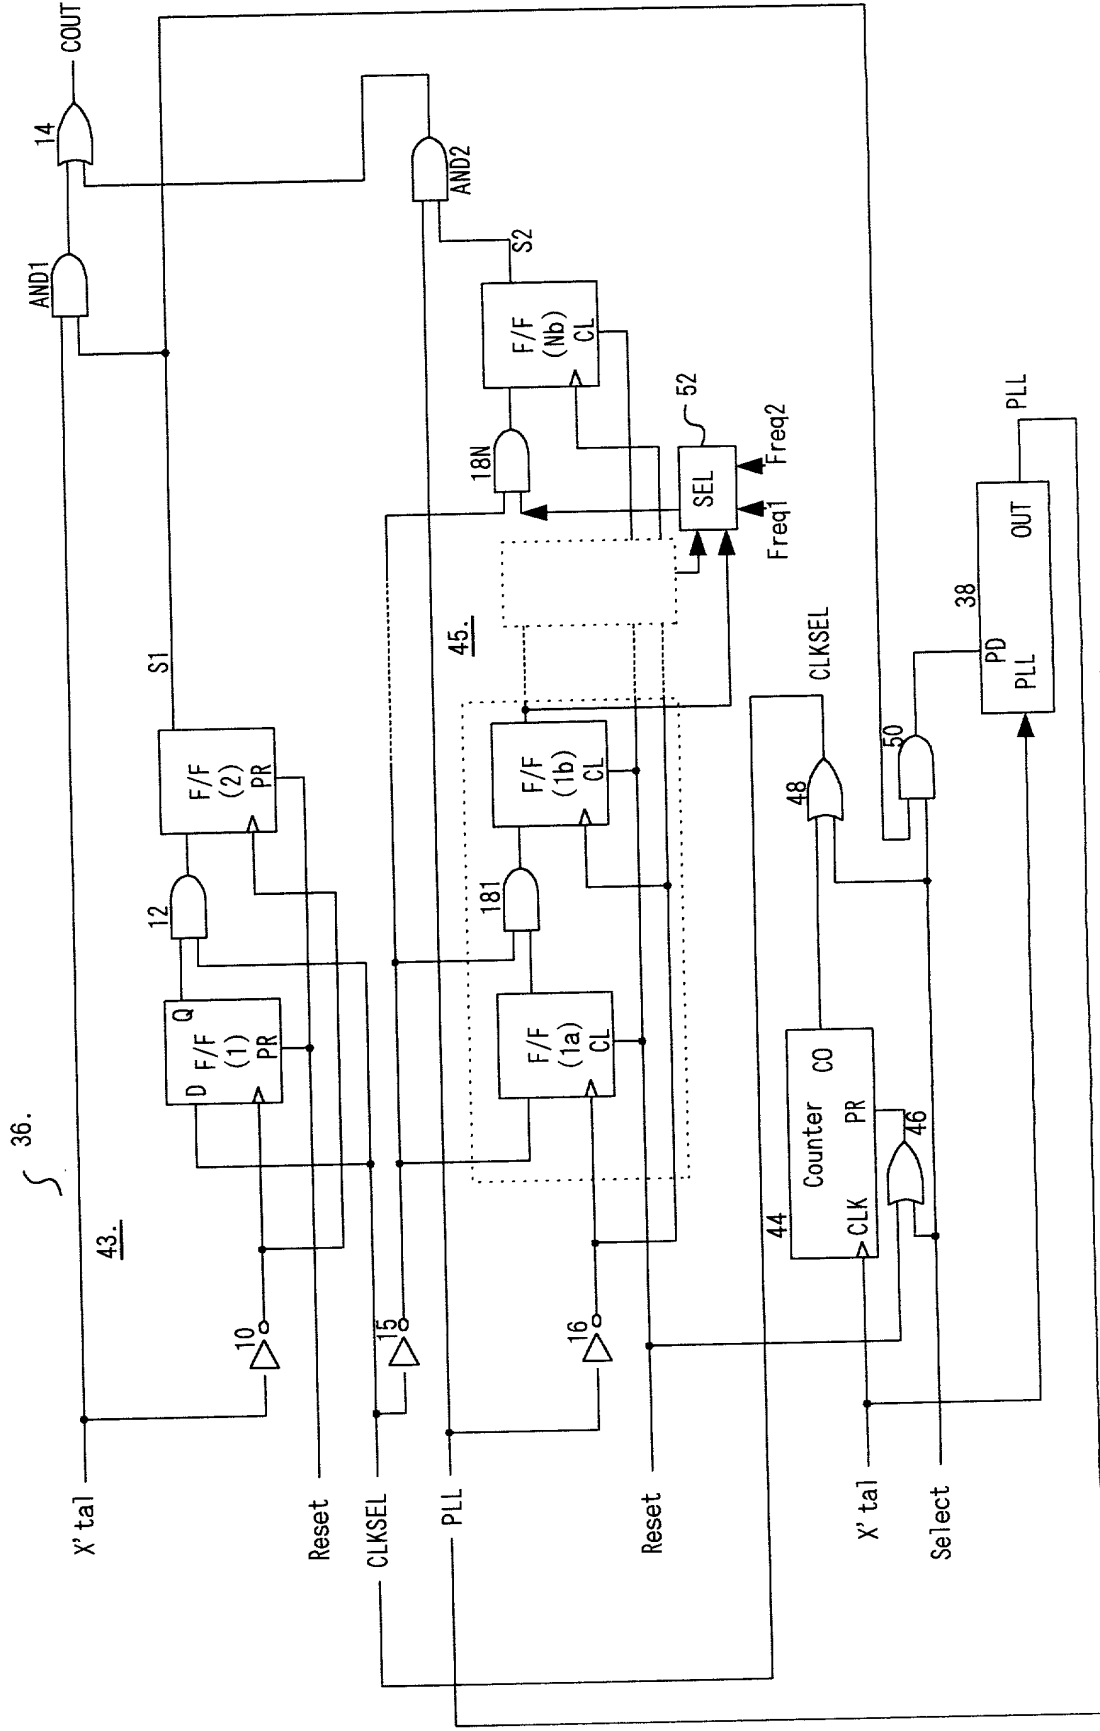 36.
43.
X'tal
10
Reset
CLKSEL
15
PLL
16
Reset
D
Q
F/F
(1)
PR
12
F/F
(2)
PR
S1
AND1
14
COUT
F/F
(1a)
CL
181
F/F
(1b)
CL
45.
18N
F/F
(Nb)
CL
S2
AND2
SEL
52
Freq1
Freq2
X'tal
Select
44
Counter
CO
CLK
PR
46
48
CLKSEL
50
38
PD
PLL
OUT
PLL